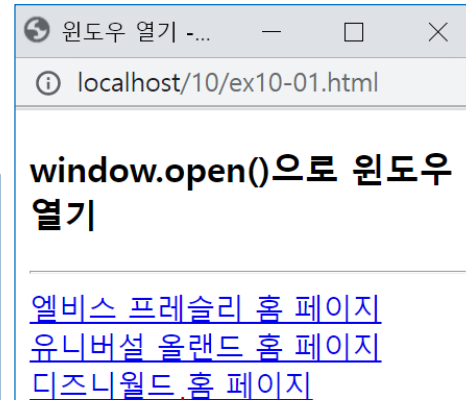 윈도우 열기 -...
localhost/10/ex10-01.html
window.open()으로 윈도우
열기
엘비스 프레슬리 홈 페이지
유니버설 올랜드 홈 페이지
디즈니월드 홈 페이지